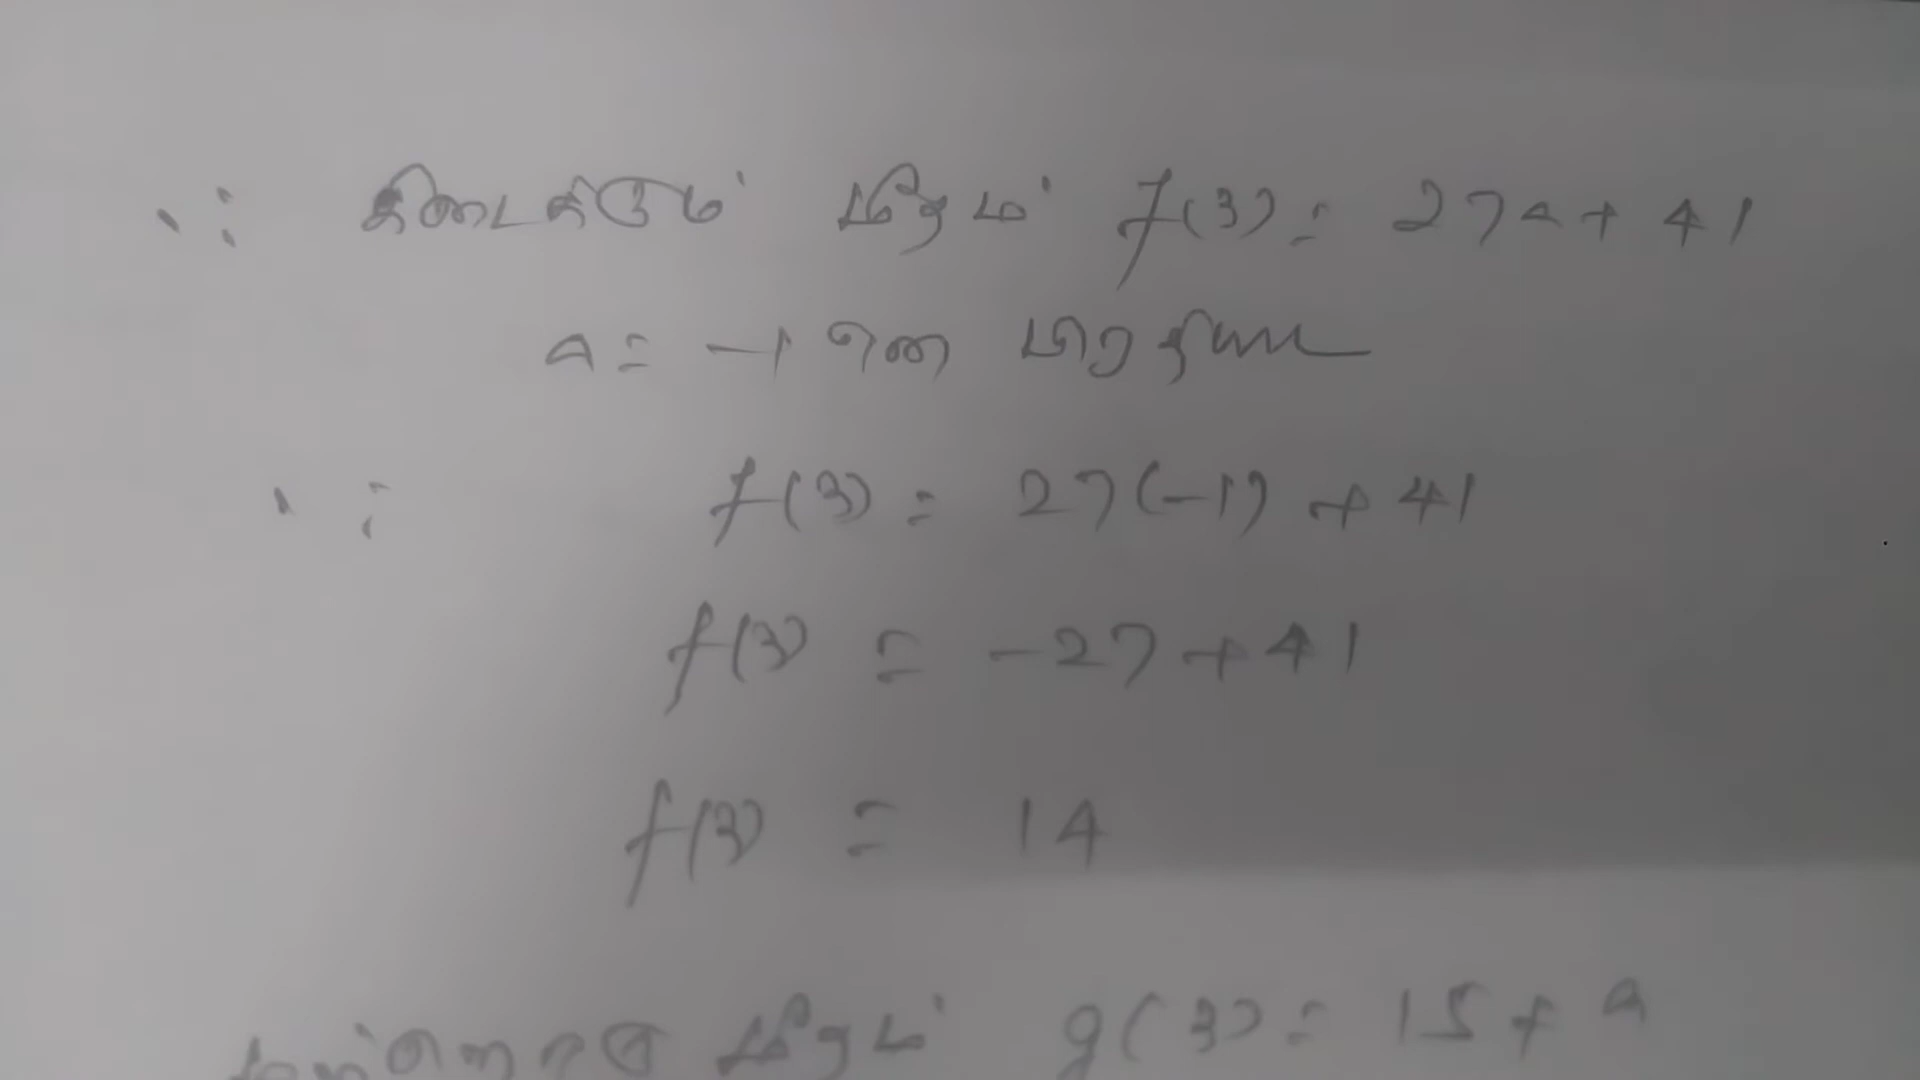 ∴ கிடைக்கும் மீதம் f(3) = 27a + 41
a = -1 என பிரதியிட
∴ f(3) = 27(-1) + 41
f(3) = -27 + 41
f(3) = 14
மற்றொரு மீதம் g(3) = 15 + a